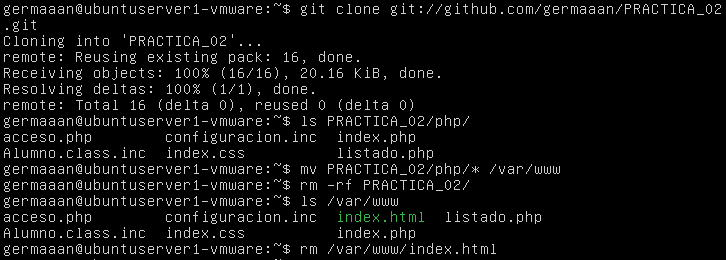 germaaan@ubuntuserver1-vmware:~$ git clone git://github.com/germaaan/PRACTICA_02
.git
Cloning into 'PRACTICA_02'...
remote: Reusing existing pack: 16, done.
Receiving objects: 100% (16/16), 20.16 KiB, done.
Resolving deltas: 100% (1/1), done.
remote: Total 16 (delta 0), reused 0 (delta 0)
germaaan@ubuntuserver1-vmware:~$ ls PRACTICA_02/php/
acceso.php        configuracion.inc  index.php
Alumno.class.inc  index.css          listado.php
germaaan@ubuntuserver1-vmware:~$ mv PRACTICA_02/php/* /var/www
germaaan@ubuntuserver1-vmware:~$ rm -rf PRACTICA_02/
germaaan@ubuntuserver1-vmware:~$ ls /var/www
acceso.php        configuracion.inc  index.html  listado.php
Alumno.class.inc  index.css          index.php
germaaan@ubuntuserver1-vmware:~$ rm /var/www/index.html